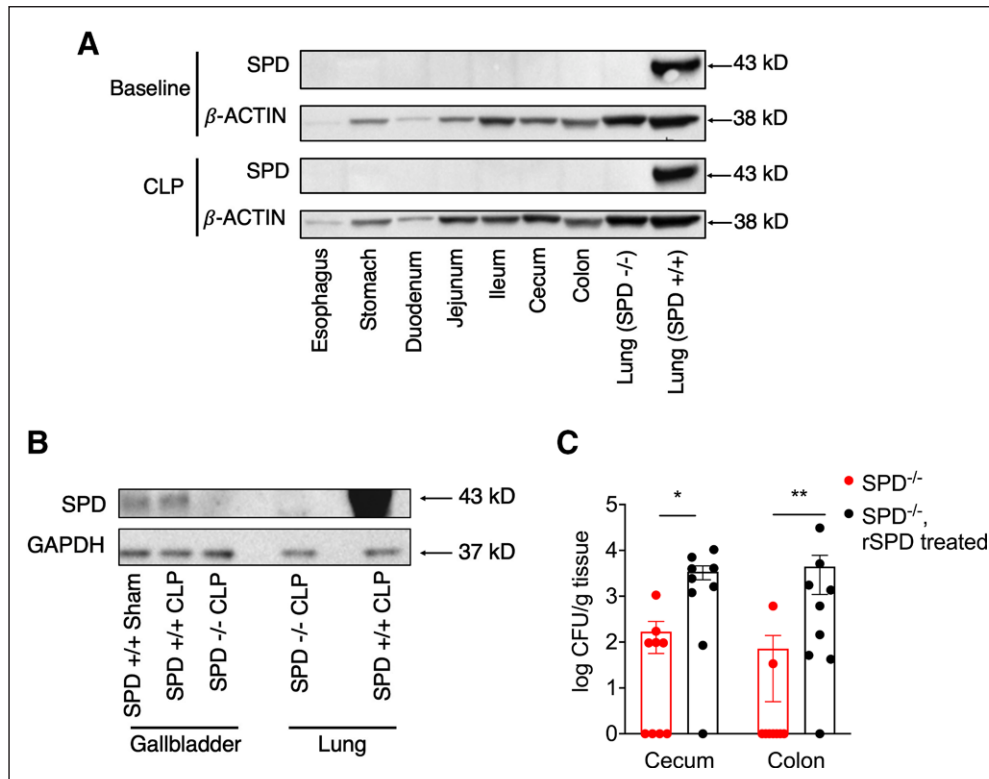 A
Baseline
SPD
43 kD
β-ACTIN
38 kD
CLP
SPD
43 kD
β-ACTIN
38 kD
Esophagus
Stomach
Duodenum
Jejunum
Ileum
Cecum
Colon
Lung (SPD -/-)
Lung (SPD +/+)
B
SPD
43 kD
GAPDH
37 kD
SPD +/+ Sham
SPD +/+ CLP
SPD -/- CLP
SPD -/- CLP
SPD +/+ CLP
Gallbladder
Lung
C
SPD-/-
SPD-/-,
rSPD treated
log CFU/g tissue
5
4
3
2
1
0
*
**
Cecum
Colon